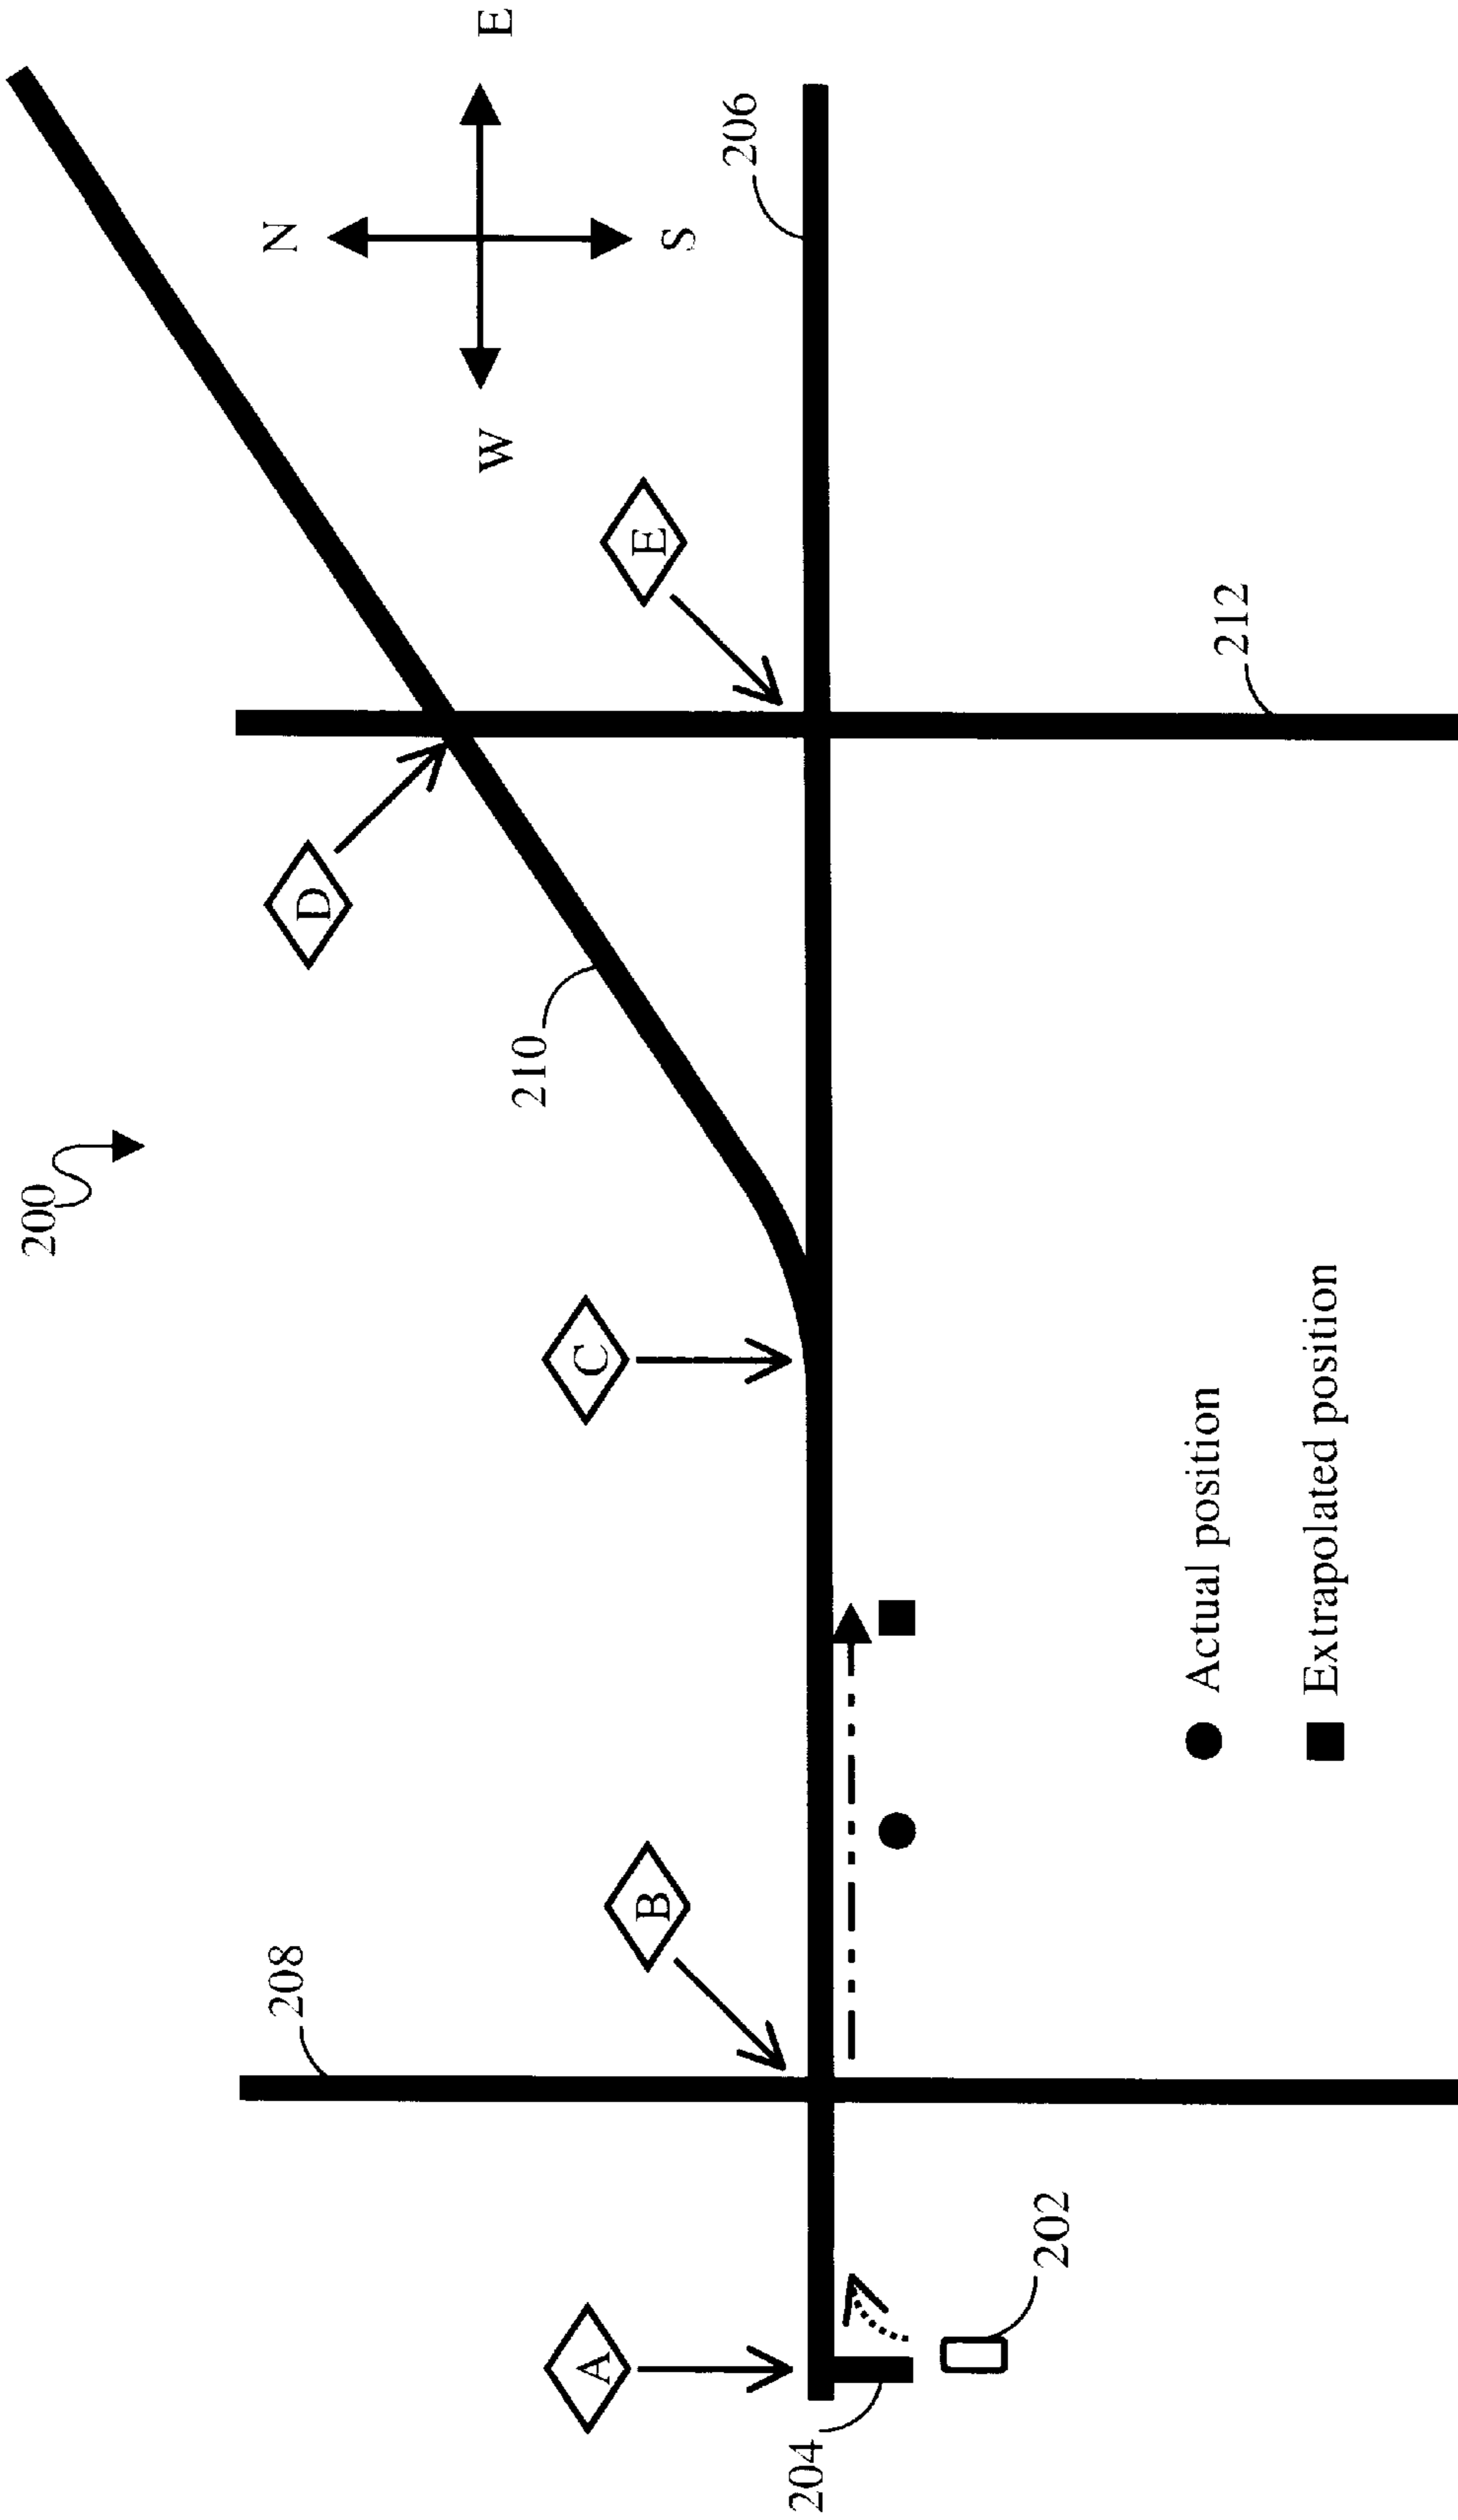 200
N
E
W
S
206
D
210
E
C
208
B
212
A
204
202
Actual position
Extrapolated position